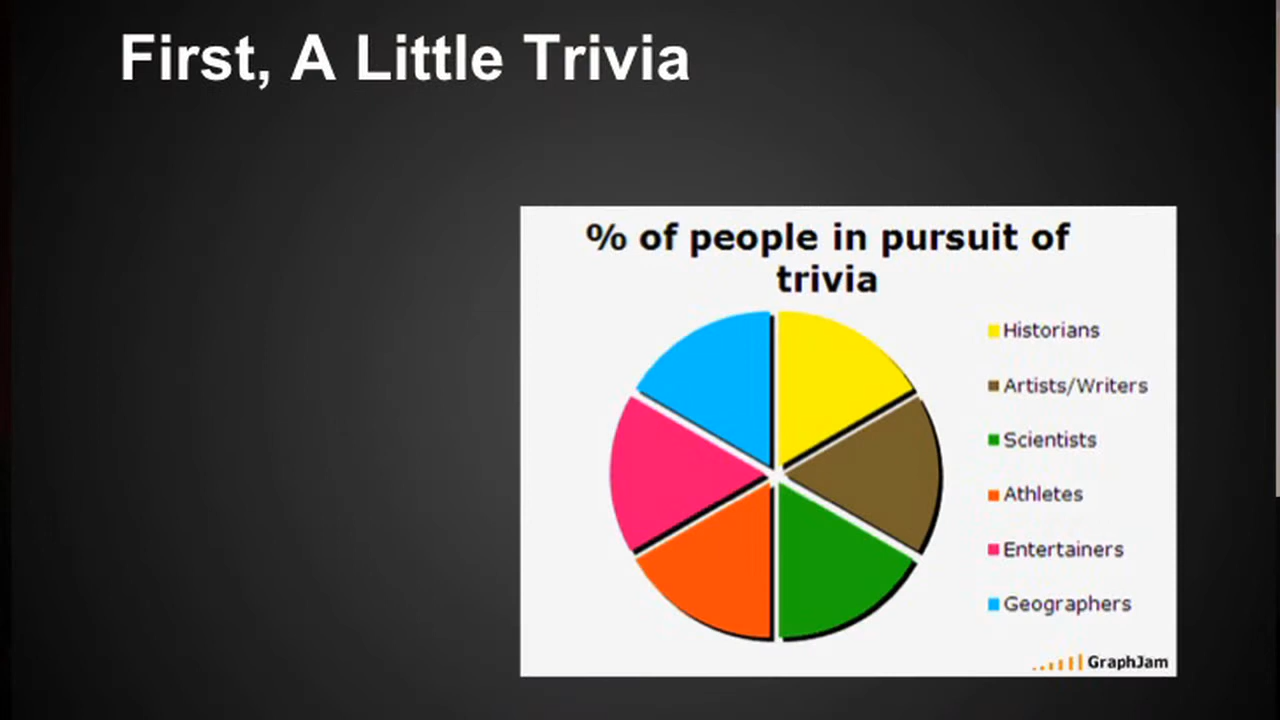 First, A Little Trivia
% of people in pursuit of
trivia
Historians
Artists/Writers
Scientists
Athletes
Entertainers
Geographers
GraphJam